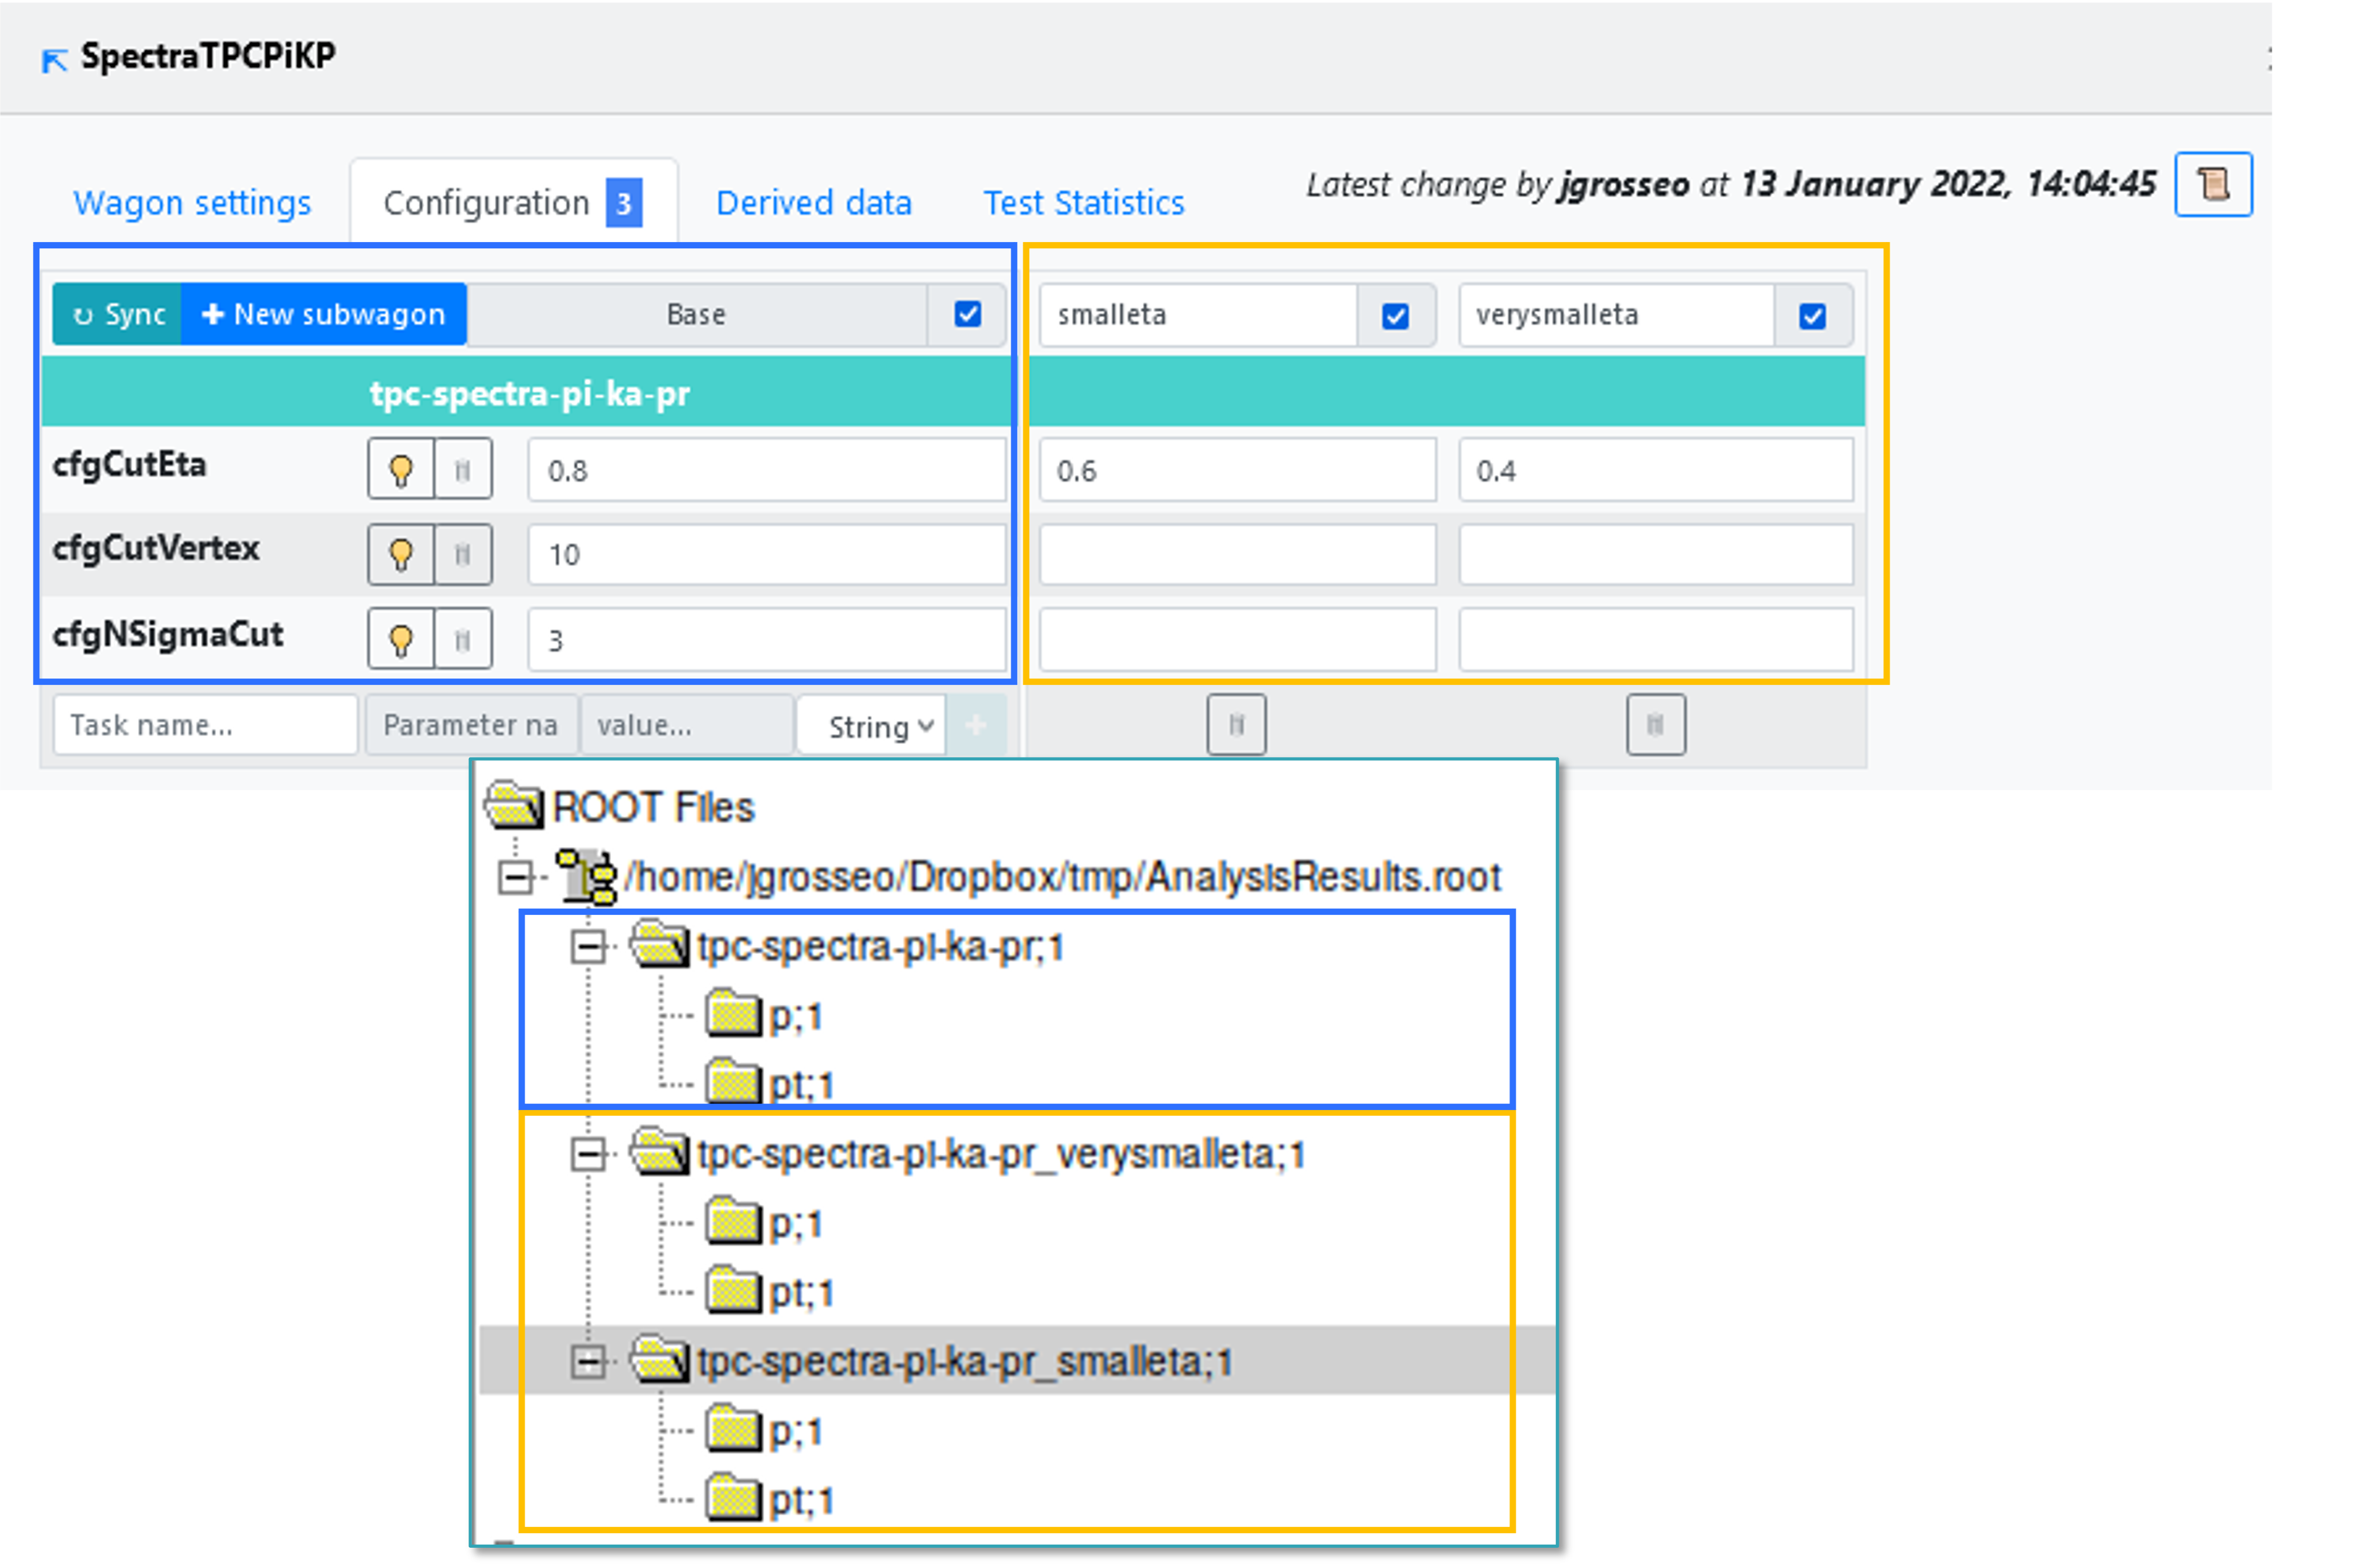 SpectraTPCPiKP
Wagon settings Configuration 3 Derived data Test Statistics Latest change by jgrosseo at 13 January 2022, 14:04:45
Sync + New subwagon Base smalleta verysmalleta
tpc-spectra-pi-ka-pr
cfgCutEta 0.8 0.6 0.4
cfgCutVertex 10
cfgNSigmaCut 3
Task name... Parameter na value... String +
ROOT Files
/home/jgrosseo/Dropbox/tmp/AnalysisResults.root
tpc-spectra-pi-ka-pr;1
p;1
pt;1
tpc-spectra-pi-ka-pr_verysmalleta;1
p;1
pt;1
tpc-spectra-pi-ka-pr_smalleta;1
p;1
pt;1